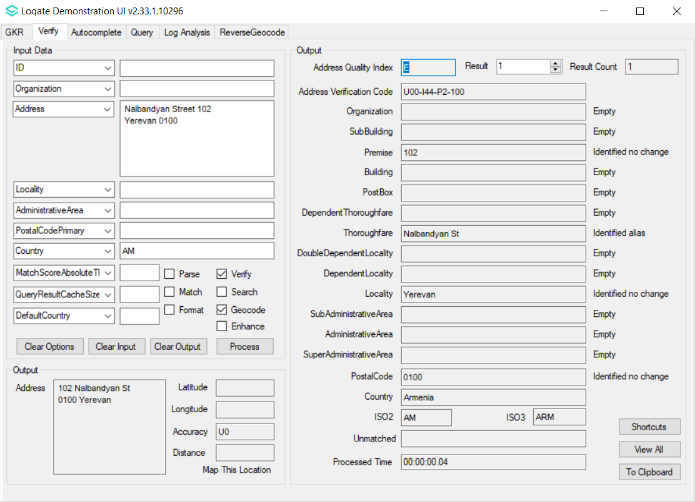 Loqate Demonstration UI v2.33.1.10296
GKR Verify Autocomplete Query Log Analysis ReverseGeocode
Input Data
ID
Organization
Address
Nalbandyan Street 102
Yerevan 0100
Locality
AdministrativeArea
PostalCodePrimary
Country AM
MatchScoreAbsoluteTl Parse Verify
QueryResultCacheSize Match Search
DefaultCountry Format Geocode
Enhance
Clear Options Clear Input Clear Output Process
Output
Address
102 Nalbandyan St
0100 Yerevan
Latitude
Longitude
Accuracy U0
Distance
Map This Location
Output
Address Quality Index E Result 1 Result Count 1
Address Verification Code U00-I44-P2-100
Organization Empty
SubBuilding Empty
Premise 102 Identified no change
Building Empty
PostBox Empty
DependentThoroughfare Empty
Thoroughfare Nalbandyan St Identified alias
DoubleDependentLocality Empty
DependentLocality Empty
Locality Yerevan Identified no change
SubAdministrativeArea Empty
AdministrativeArea Empty
SuperAdministrativeArea Empty
PostalCode 0100 Identified no change
Country Armenia
ISO2 AM ISO3 ARM
Unmatched
Processed Time 00:00:00.04
Shortcuts
View All
To Clipboard